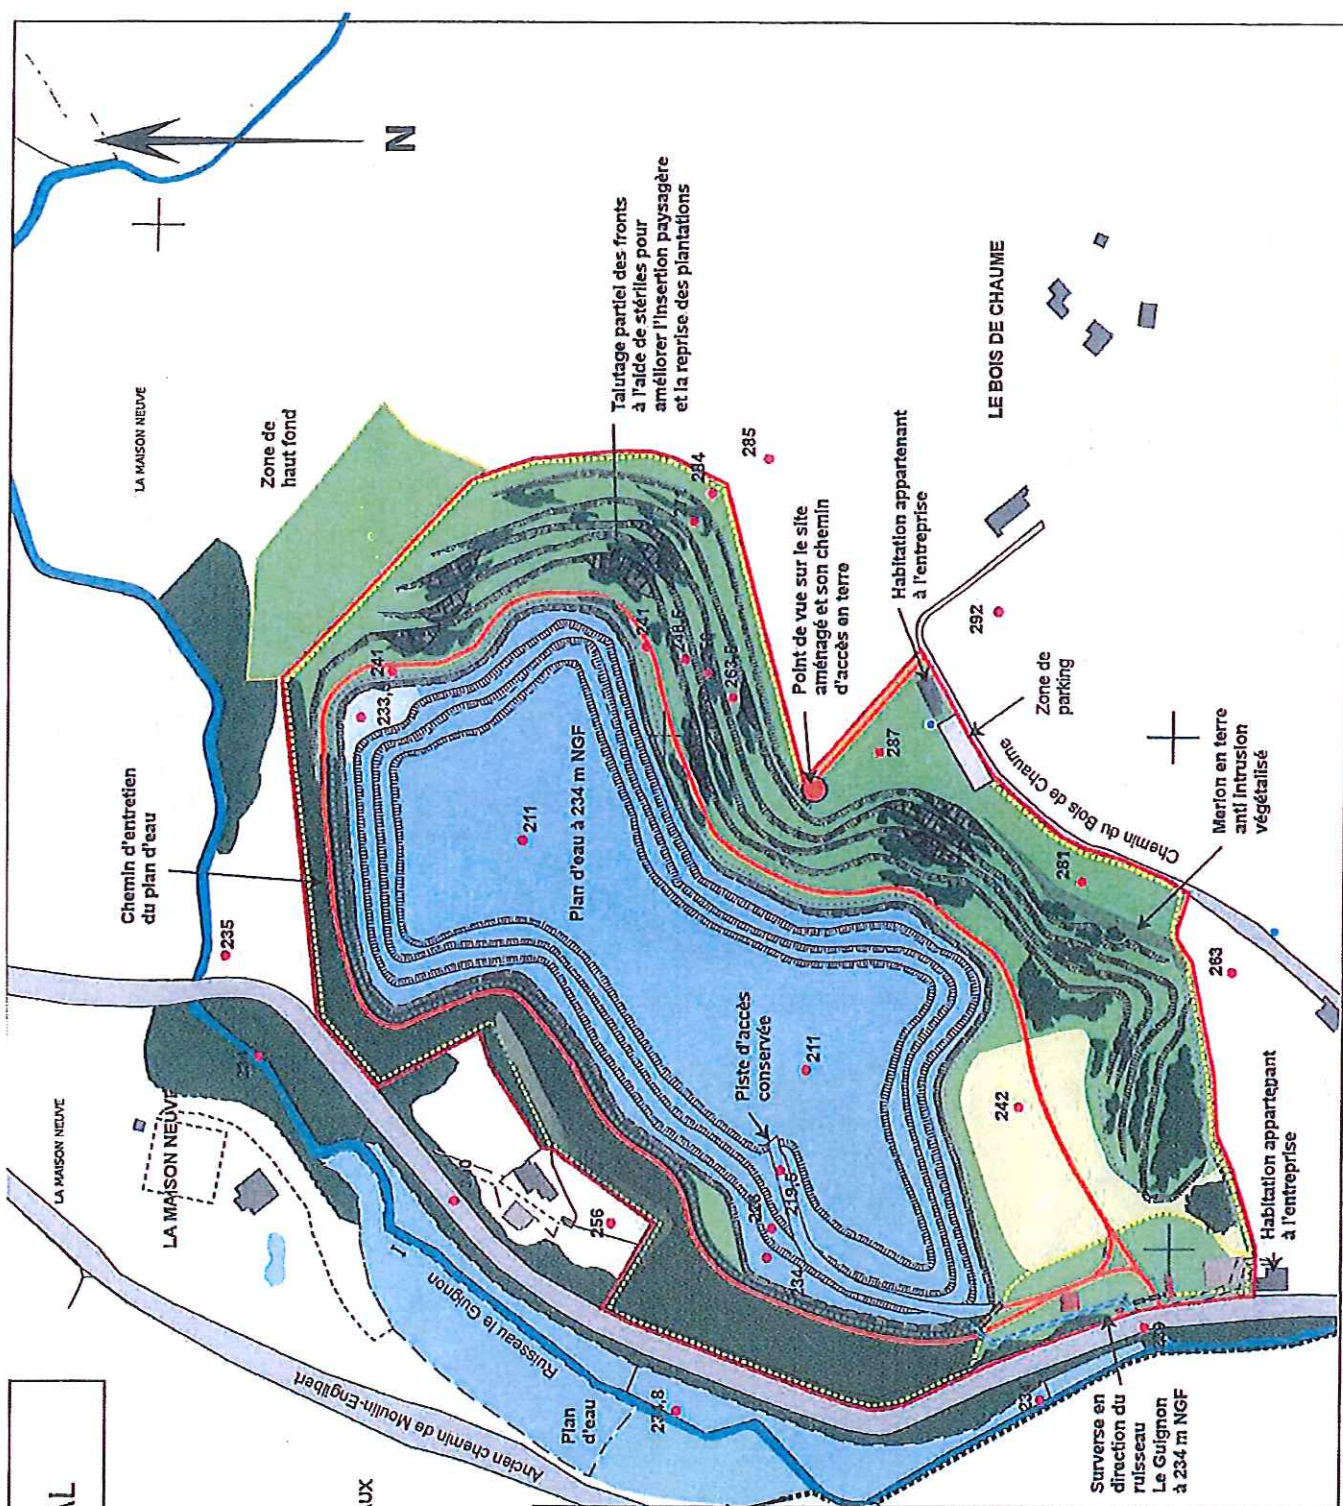 N
LA MAISON NEUVE
Zone de
haut fond
Talutage partiel des fronts
à l'aide de stériles pour
améliorer l'insertion paysagère
et la reprise des plantations
Chemin d'entretien
du plan d'eau
235
LA MAISON NEUVE
LA MAISON NEUVE
241
233,
241
248,5
263,5
284
285
211
Plan d'eau à 234 m NGF
Point de vue sur le site
aménagé et son chemin
d'accès en terre
Habitation appartenant
à l'entreprise
LE BOIS DE CHAUME
292
287
Zone de
parking
Chemin du Bois de Chaume
281
Merlon en terre
anti intrusion
végétalisé
263
Piste d'accès
conservée
211
219,5
234
242
256
Ruisseau le Guignon
Ancien chemin de Moulin-Engilbert
Plan
d'eau
Habitation appartenant
à l'entreprise
Surverse en
direction du
ruisseau
Le Guignon
à 234 m NGF
AL
AUX